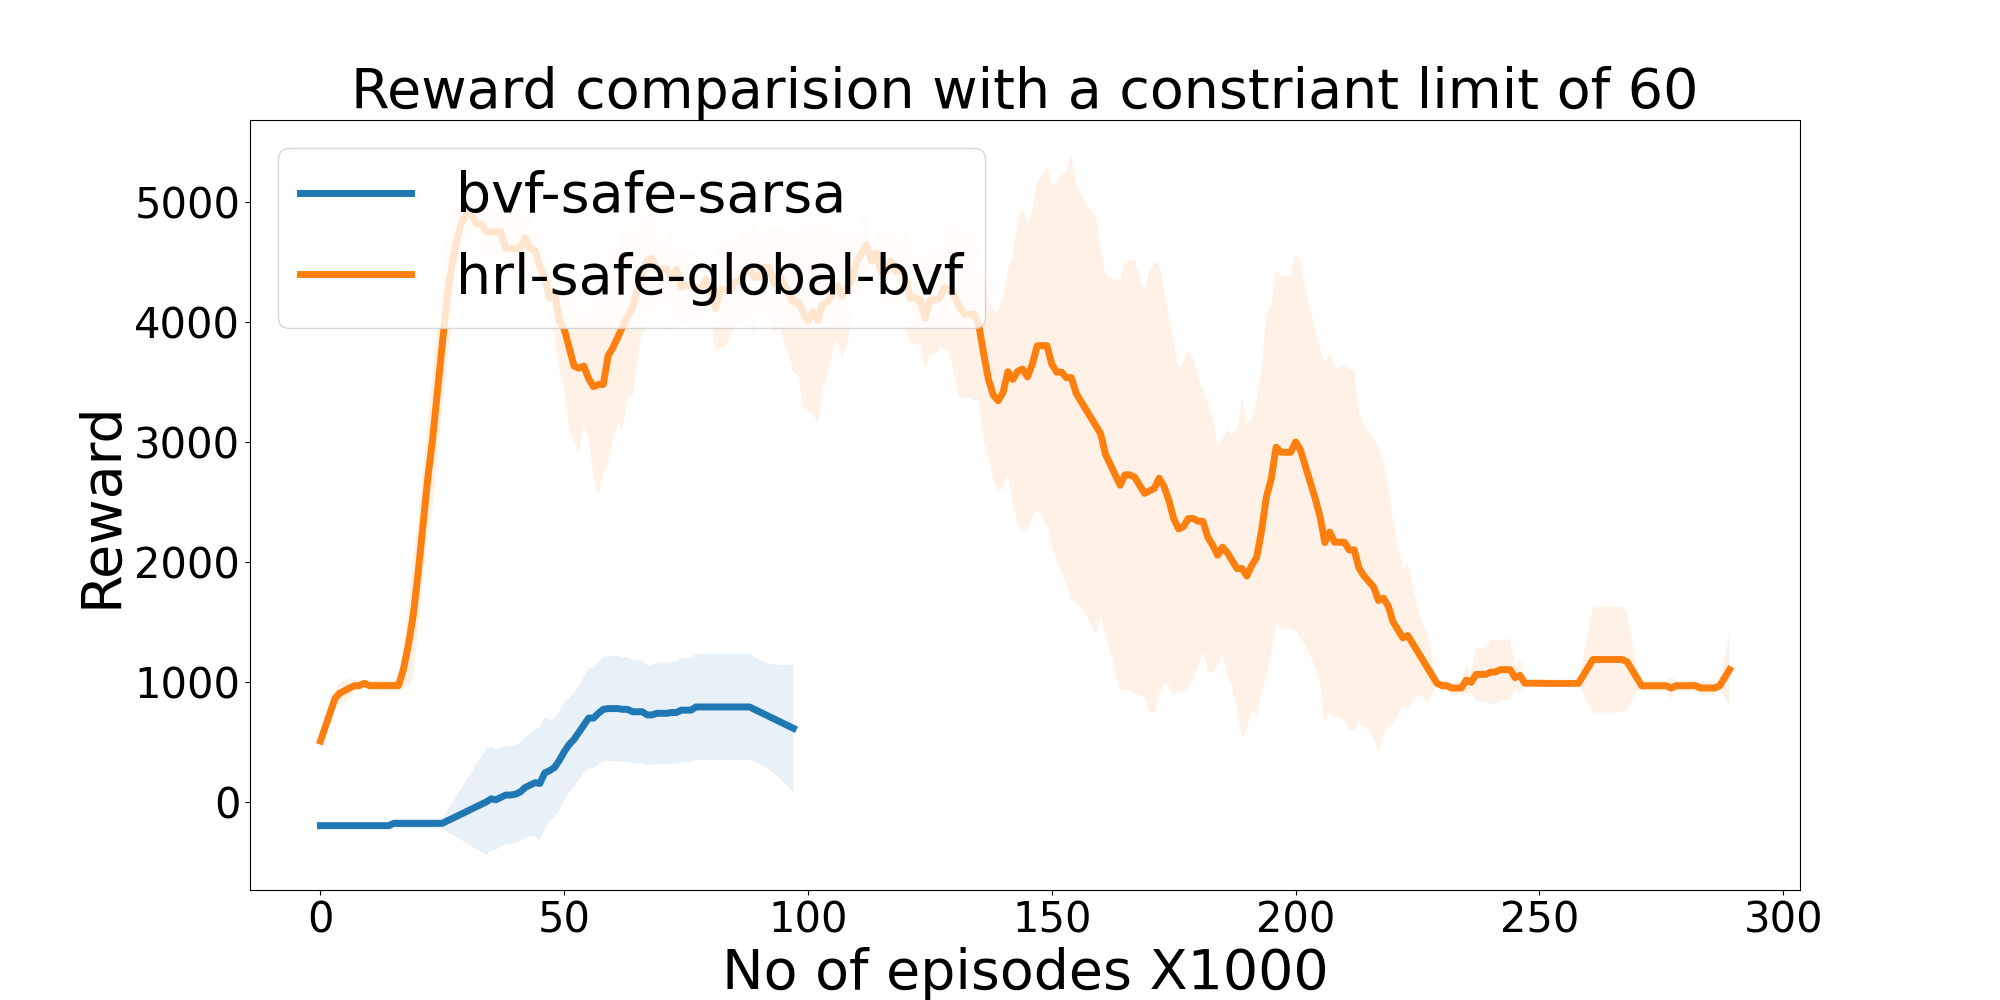 Reward comparision with a constriant limit of 60
bvf-safe-sarsa
hrl-safe-global-bvf
Reward
5000
4000
3000
2000
1000
0
0 50 100 150 200 250 300
No of episodes X1000